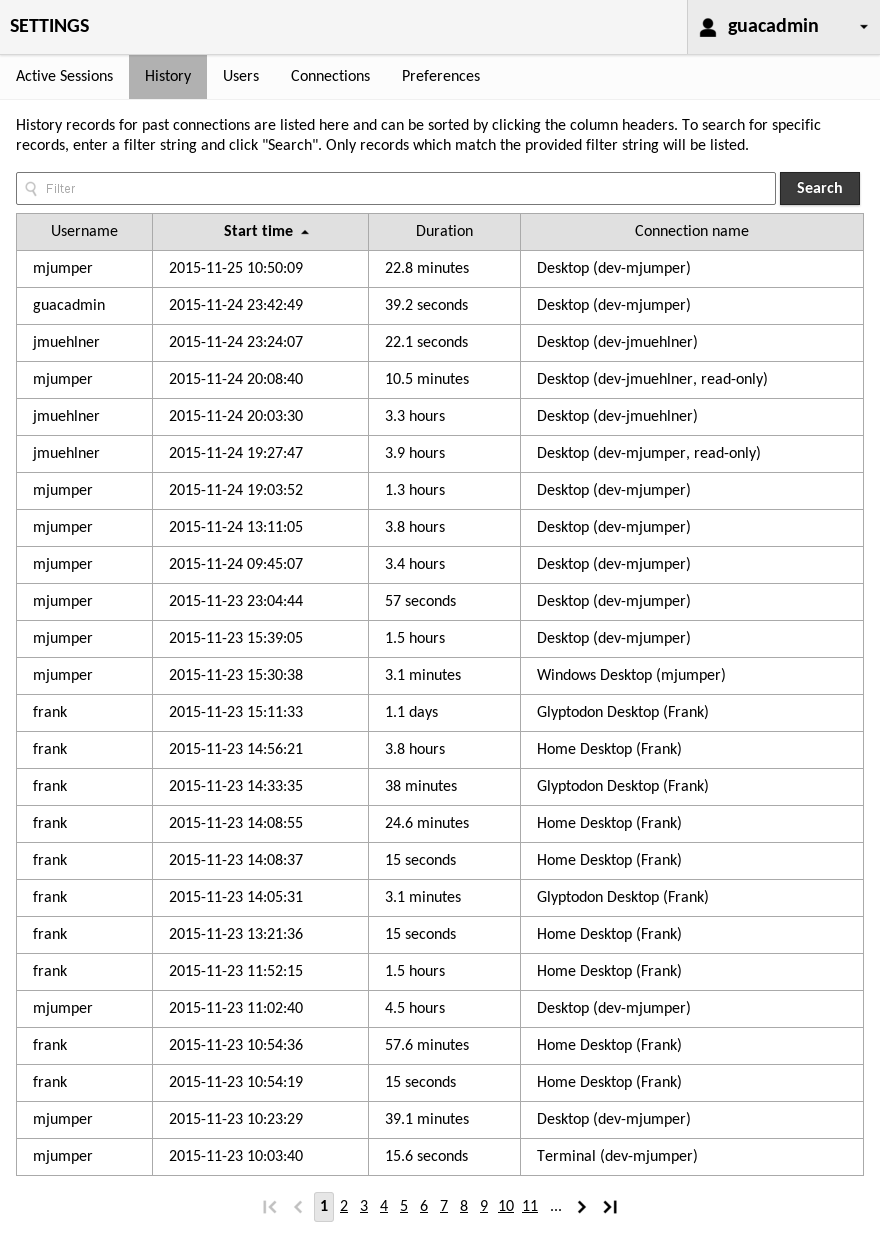 SETTINGS guacadmin
Active Sessions History Users Connections Preferences
History records for past connections are listed here and can be sorted by clicking the column headers. To search for specific
records, enter a filter string and click "Search". Only records which match the provided filter string will be listed.
Filter Search
Username Start time Duration Connection name
mjumper 2015-11-25 10:50:09 22.8 minutes Desktop (dev-mjumper)
guacadmin 2015-11-24 23:42:49 39.2 seconds Desktop (dev-mjumper)
jmuehlner 2015-11-24 23:24:07 22.1 seconds Desktop (dev-jmuehlner)
mjumper 2015-11-24 20:08:40 10.5 minutes Desktop (dev-jmuehlner, read-only)
jmuehlner 2015-11-24 20:03:30 3.3 hours Desktop (dev-jmuehlner)
jmuehlner 2015-11-24 19:27:47 3.9 hours Desktop (dev-mjumper, read-only)
mjumper 2015-11-24 19:03:52 1.3 hours Desktop (dev-mjumper)
mjumper 2015-11-24 13:11:05 3.8 hours Desktop (dev-mjumper)
mjumper 2015-11-24 09:45:07 3.4 hours Desktop (dev-mjumper)
mjumper 2015-11-23 23:04:44 57 seconds Desktop (dev-mjumper)
mjumper 2015-11-23 15:39:05 1.5 hours Desktop (dev-mjumper)
mjumper 2015-11-23 15:30:38 3.1 minutes Windows Desktop (mjumper)
frank 2015-11-23 15:11:33 1.1 days Glyptodon Desktop (Frank)
frank 2015-11-23 14:56:21 3.8 hours Home Desktop (Frank)
frank 2015-11-23 14:33:35 38 minutes Glyptodon Desktop (Frank)
frank 2015-11-23 14:08:55 24.6 minutes Home Desktop (Frank)
frank 2015-11-23 14:08:37 15 seconds Home Desktop (Frank)
frank 2015-11-23 14:05:31 3.1 minutes Glyptodon Desktop (Frank)
frank 2015-11-23 13:21:36 15 seconds Home Desktop (Frank)
frank 2015-11-23 11:52:15 1.5 hours Home Desktop (Frank)
mjumper 2015-11-23 11:02:40 4.5 hours Desktop (dev-mjumper)
frank 2015-11-23 10:54:36 57.6 minutes Home Desktop (Frank)
frank 2015-11-23 10:54:19 15 seconds Home Desktop (Frank)
mjumper 2015-11-23 10:23:29 39.1 minutes Desktop (dev-mjumper)
mjumper 2015-11-23 10:03:40 15.6 seconds Terminal (dev-mjumper)
1 2 3 4 5 6 7 8 9 10 11 ...